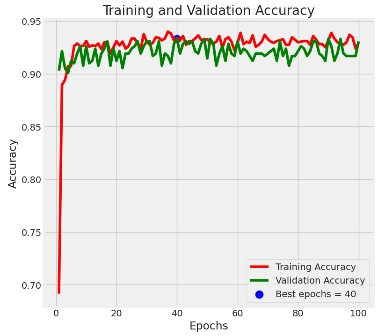 Training and Validation Accuracy
0.95
0.90
0.85
0.80
0.75
0.70
Accuracy
0 20 40 60 80 100
Epochs
Training Accuracy
Validation Accuracy
Best epochs = 40